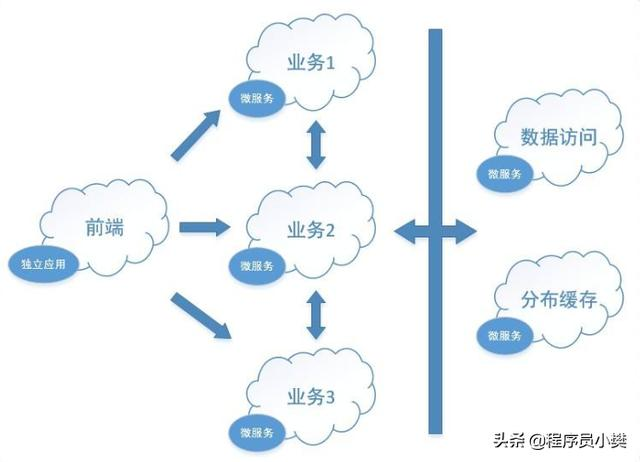 业务1
微服务
数据访问
微服务
前端
独立应用
业务2
微服务
分布缓存
微服务
业务3
微服务
头条 @程序员小樊